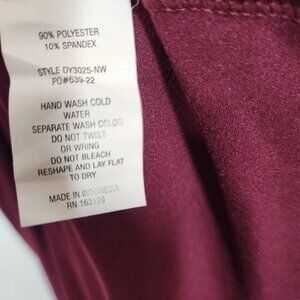 90% POLYESTER
10% SPANDEX
STYLE DY3025-NW
PO#639-22
HAND WASH COLD
WATER
SEPARATE WASH COLOR
DO NOT TWIST
OR WRING
DO NOT BLEACH
RESHAPE AND LAY FLAT
TO DRY
MADE IN INDONESIA
RN 163139